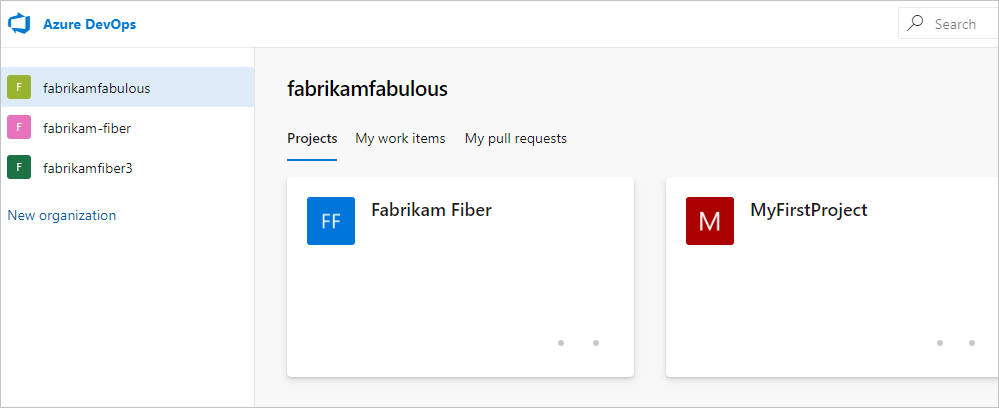 Azure DevOps
Search
F fabrikamfabulous
F fabrikam-fiber
F fabrikamfiber3
New organization
fabrikamfabulous
Projects My work items My pull requests
FF Fabrikam Fiber
M MyFirstProject